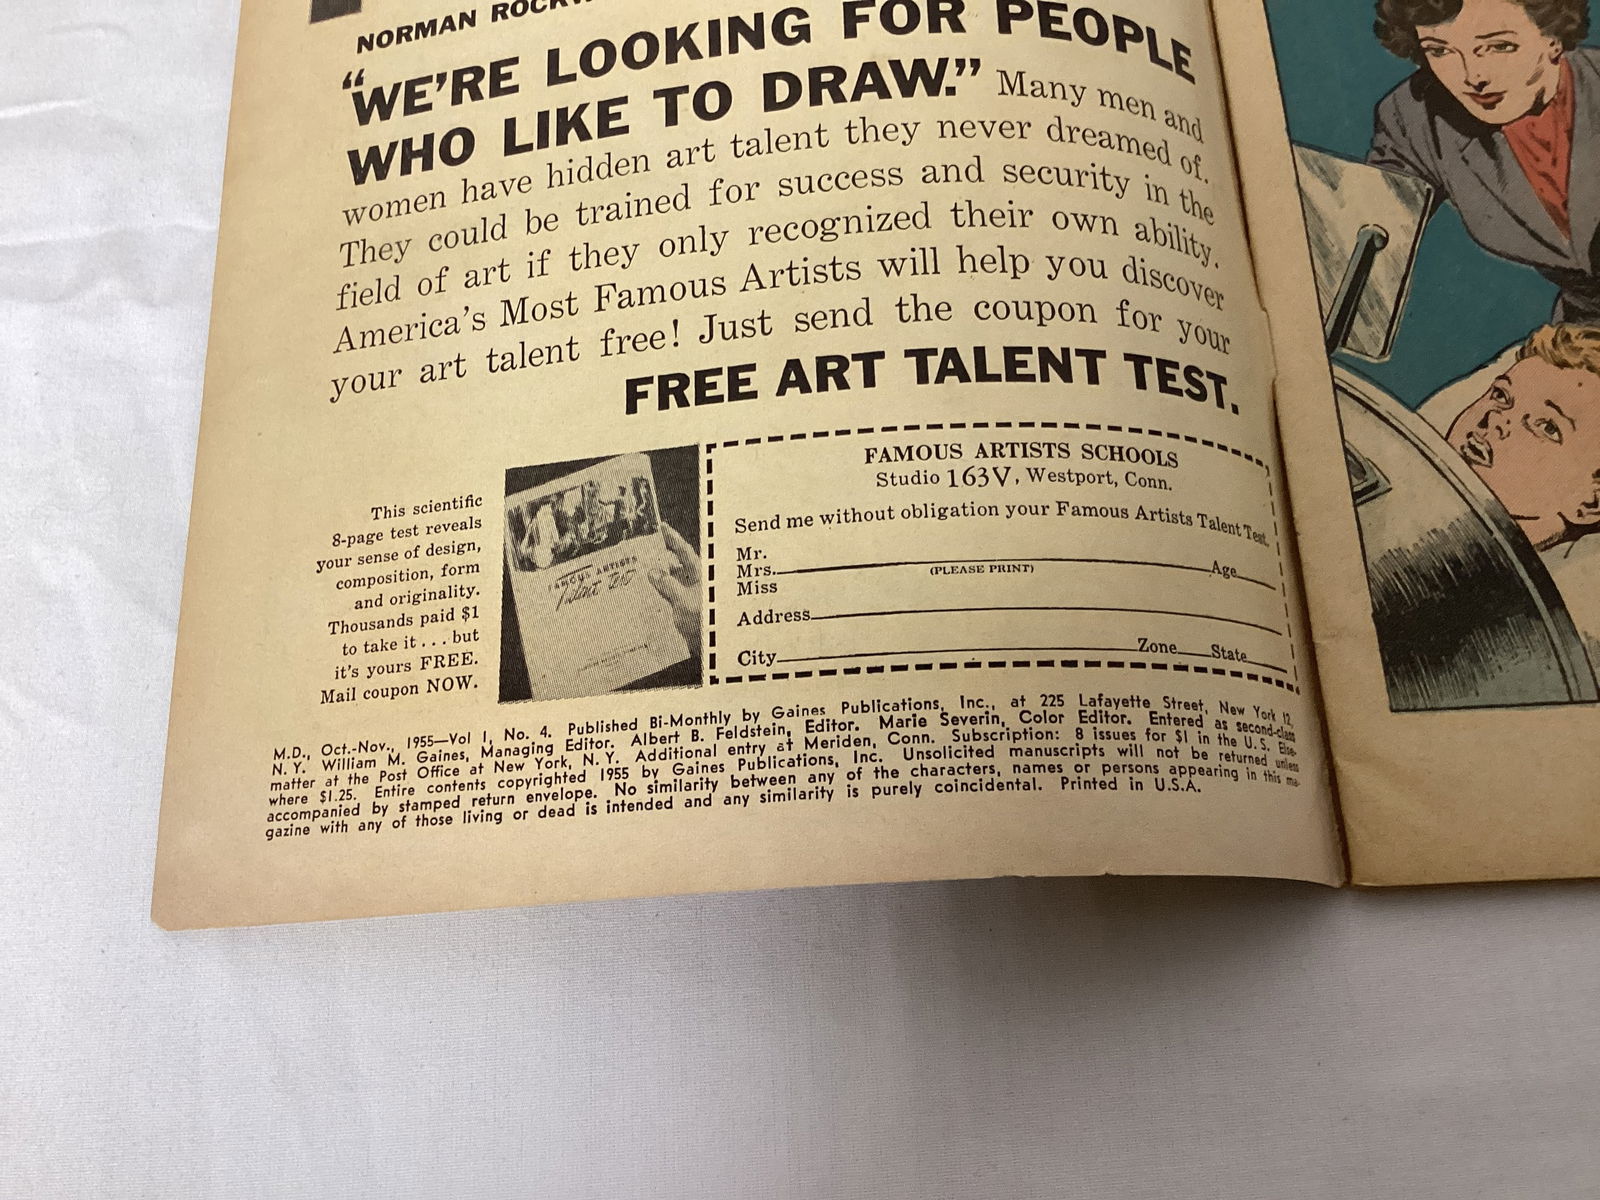 NORMAN
"WE'RE LOOKING FOR PEOPLE
WHO LIKE TO DRAW." Many men and
women have hidden art talent they never dreamed of.
They could be trained for success and security in the
field of art if they only recognized their own ability.
America's Most Famous Artists will help you discover
your art talent free! Just send the coupon for your
FREE ART TALENT TEST.
This scientific
8-page test reveals
your sense of design,
composition, form
and originality.
Thousands paid $1
to take it . . . but
it's yours FREE.
Mail coupon NOW.
FAMOUS ARTISTS
Talent Test
FAMOUS ARTISTS SCHOOLS
Studio 163V, Westport, Conn.
Send me without obligation your Famous Artists Talent Test.
Mr.
Mrs. (PLEASE PRINT) Age
Miss
Address
City Zone State
M.D., Oct.-Nov., 1955—Vol 1, No. 4. Published Bi-Monthly by Gaines Publications, Inc., at 225 Lafayette Street, New York 12,
N. Y. William M. Gaines, Managing Editor. Albert B. Feldstein, Editor. Marie Severin, Color Editor. Entered as second-class
matter at the Post Office at New York, N. Y. Additional entry at Meriden, Conn. Subscription: 8 issues for $1 in the U. S. Else-
where $1.25. Entire contents copyrighted 1955 by Gaines Publications, Inc. Unsolicited manuscripts will not be returned unless
accompanied by stamped return envelope. No similarity between any of the characters, names or persons appearing in this ma-
gazine with any of those living or dead is intended and any similarity is purely coincidental. Printed in U.S.A.